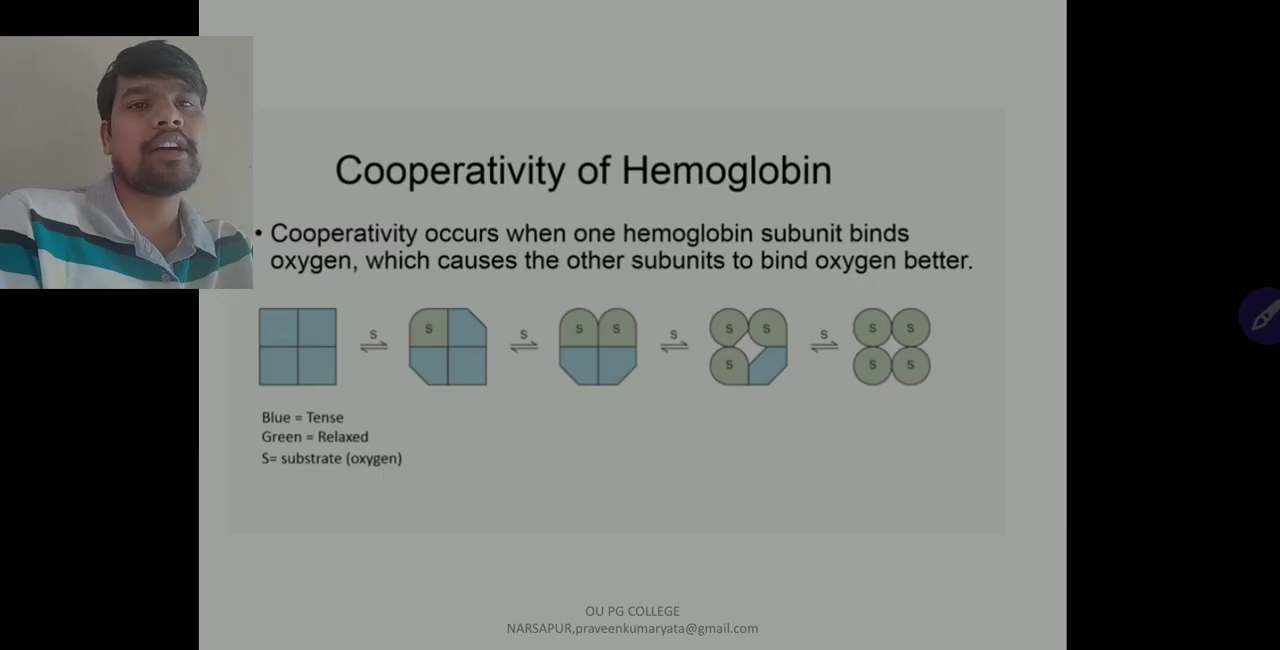 Cooperativity of Hemoglobin
• Cooperativity occurs when one hemoglobin subunit binds
oxygen, which causes the other subunits to bind oxygen better.
S S S S
S S S S S S S
S S S
Blue = Tense
Green = Relaxed
S= substrate (oxygen)
OU PG COLLEGE
NARSAPUR,praveenkumaryata@gmail.com